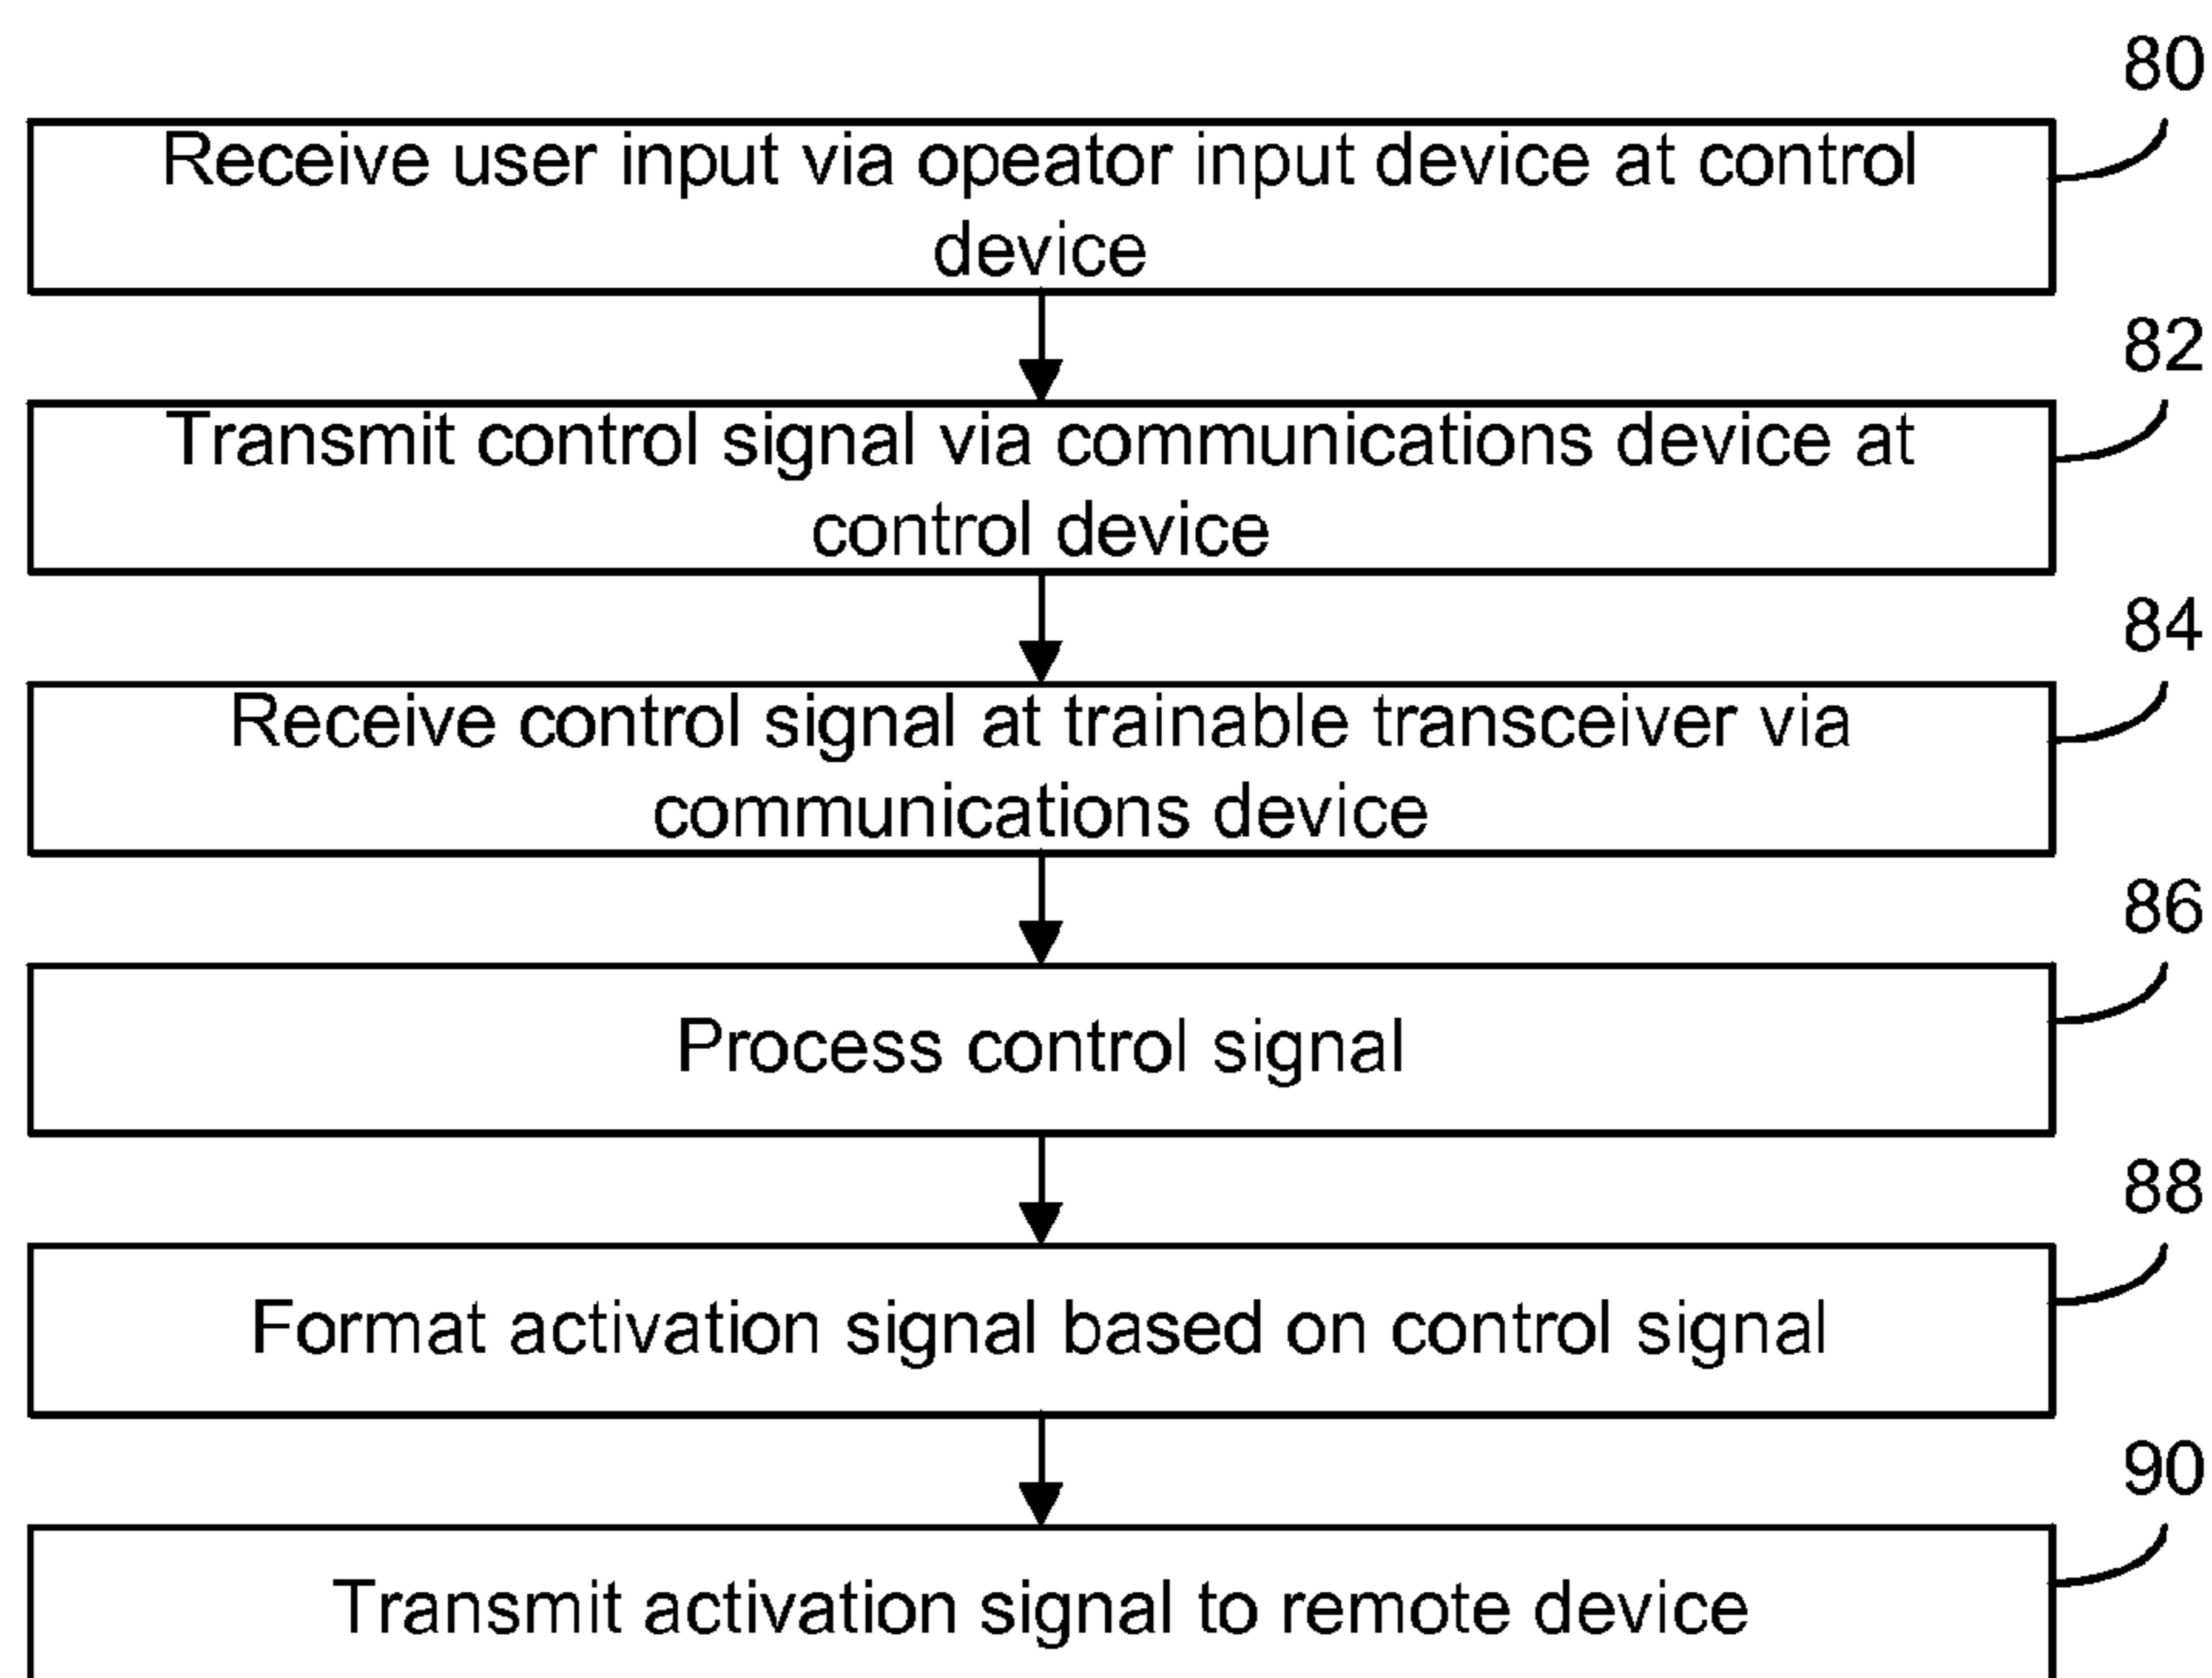 80
Receive user input via opeator input device at control
device
82
Transmit control signal via communications device at
control device
84
Receive control signal at trainable transceiver via
communications device
86
Process control signal
88
Format activation signal based on control signal
90
Transmit activation signal to remote device